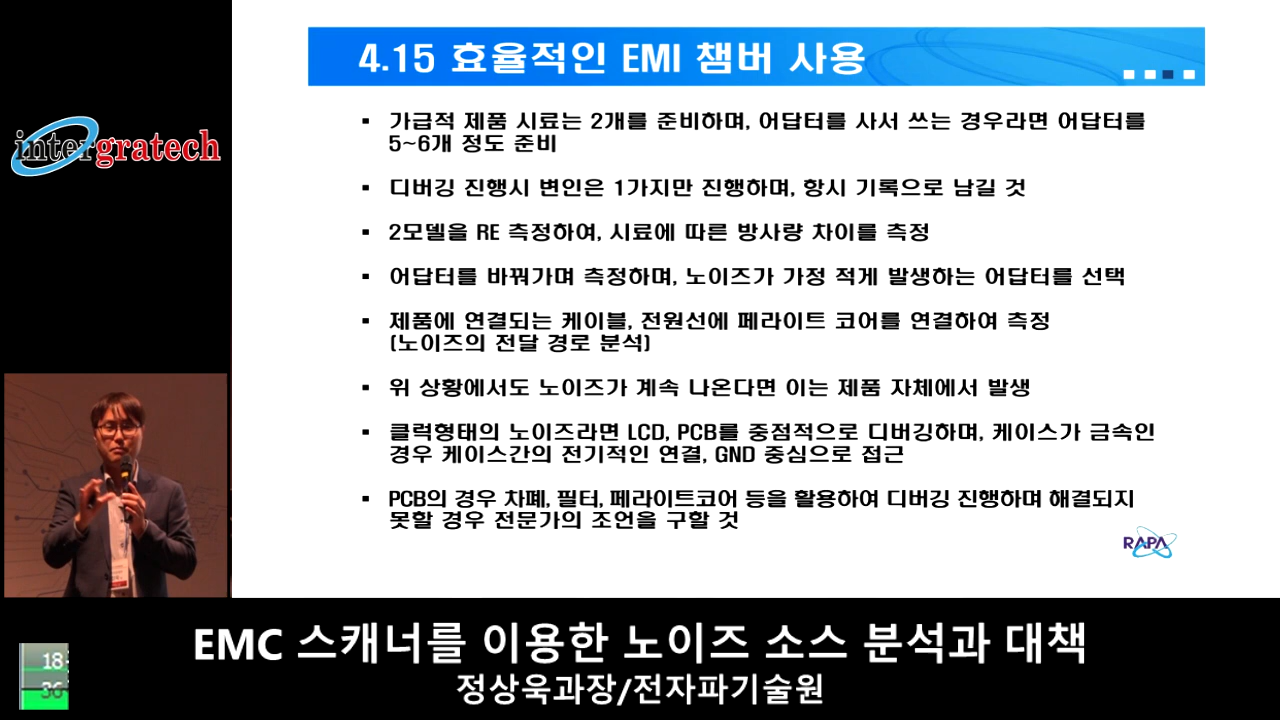 4.15 효율적인 EMI 챔버 사용
intergratech
▪ 가급적 제품 시료는 2개를 준비하며, 어답터를 사서 쓰는 경우라면 어답터를
5~6개 정도 준비
▪ 디버깅 진행시 변인은 1가지만 진행하며, 항시 기록으로 남길 것
▪ 2모델을 RE 측정하여, 시료에 따른 방사량 차이를 측정
▪ 어답터를 바꿔가며 측정하며, 노이즈가 가정 적게 발생하는 어답터를 선택
▪ 제품에 연결되는 케이블, 전원선에 페라이트 코어를 연결하여 측정
(노이즈의 전달 경로 분석)
▪ 위 상황에서도 노이즈가 계속 나온다면 이는 제품 자체에서 발생
▪ 클럭형태의 노이즈라면 LCD, PCB를 중점적으로 디버깅하며, 케이스가 금속인
경우 케이스간의 전기적인 연결, GND 중심으로 접근
▪ PCB의 경우 차폐, 필터, 페라이트코어 등을 활용하여 디버깅 진행하며 해결되지
못할 경우 전문가의 조언을 구할 것
RAPA
EMC 스캐너를 이용한 노이즈 소스 분석과 대책
정상욱과장/전자파기술원
18:
36